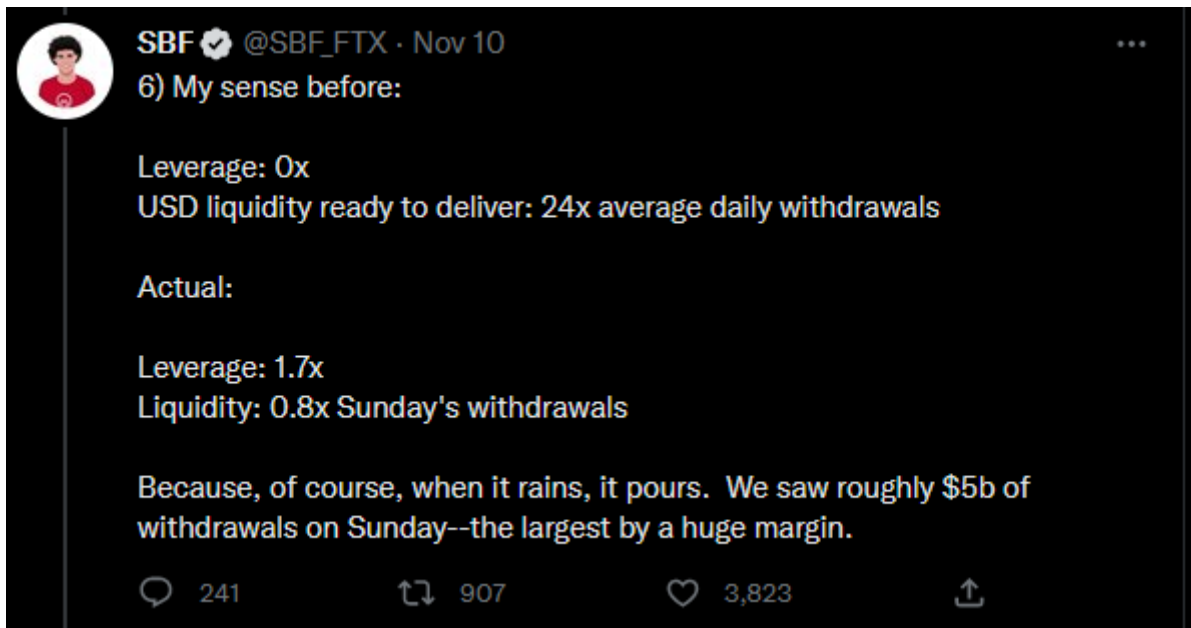 SBF @SBF_FTX · Nov 10
6) My sense before:
Leverage: 0x
USD liquidity ready to deliver: 24x average daily withdrawals
Actual:
Leverage: 1.7x
Liquidity: 0.8x Sunday's withdrawals
Because, of course, when it rains, it pours.  We saw roughly $5b of
withdrawals on Sunday--the largest by a huge margin.
241 907 3,823